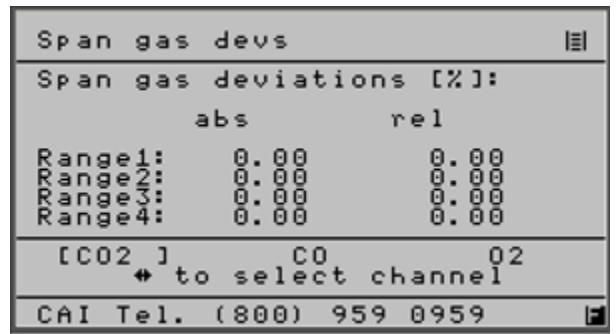 Span gas devs
Span gas deviations [%]:
abs rel
Range1: 0.00 0.00
Range2: 0.00 0.00
Range3: 0.00 0.00
Range4: 0.00 0.00
[CO2 ] CO O2
↔ to select channel
CAI Tel. (800) 959 0959